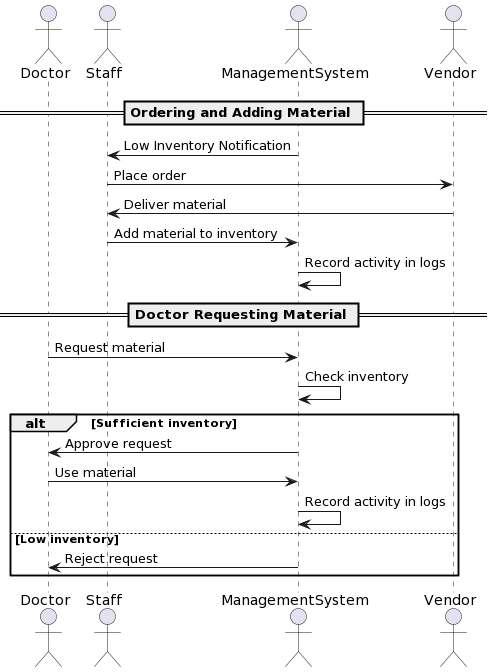 Doctor Staff ManagementSystem Vendor
Ordering and Adding Material
Low Inventory Notification
Place order
Deliver material
Add material to inventory
Record activity in logs
Doctor Requesting Material
Request material
Check inventory
alt [Sufficient inventory]
Approve request
Use material
Record activity in logs
[Low inventory]
Reject request
Doctor Staff ManagementSystem Vendor